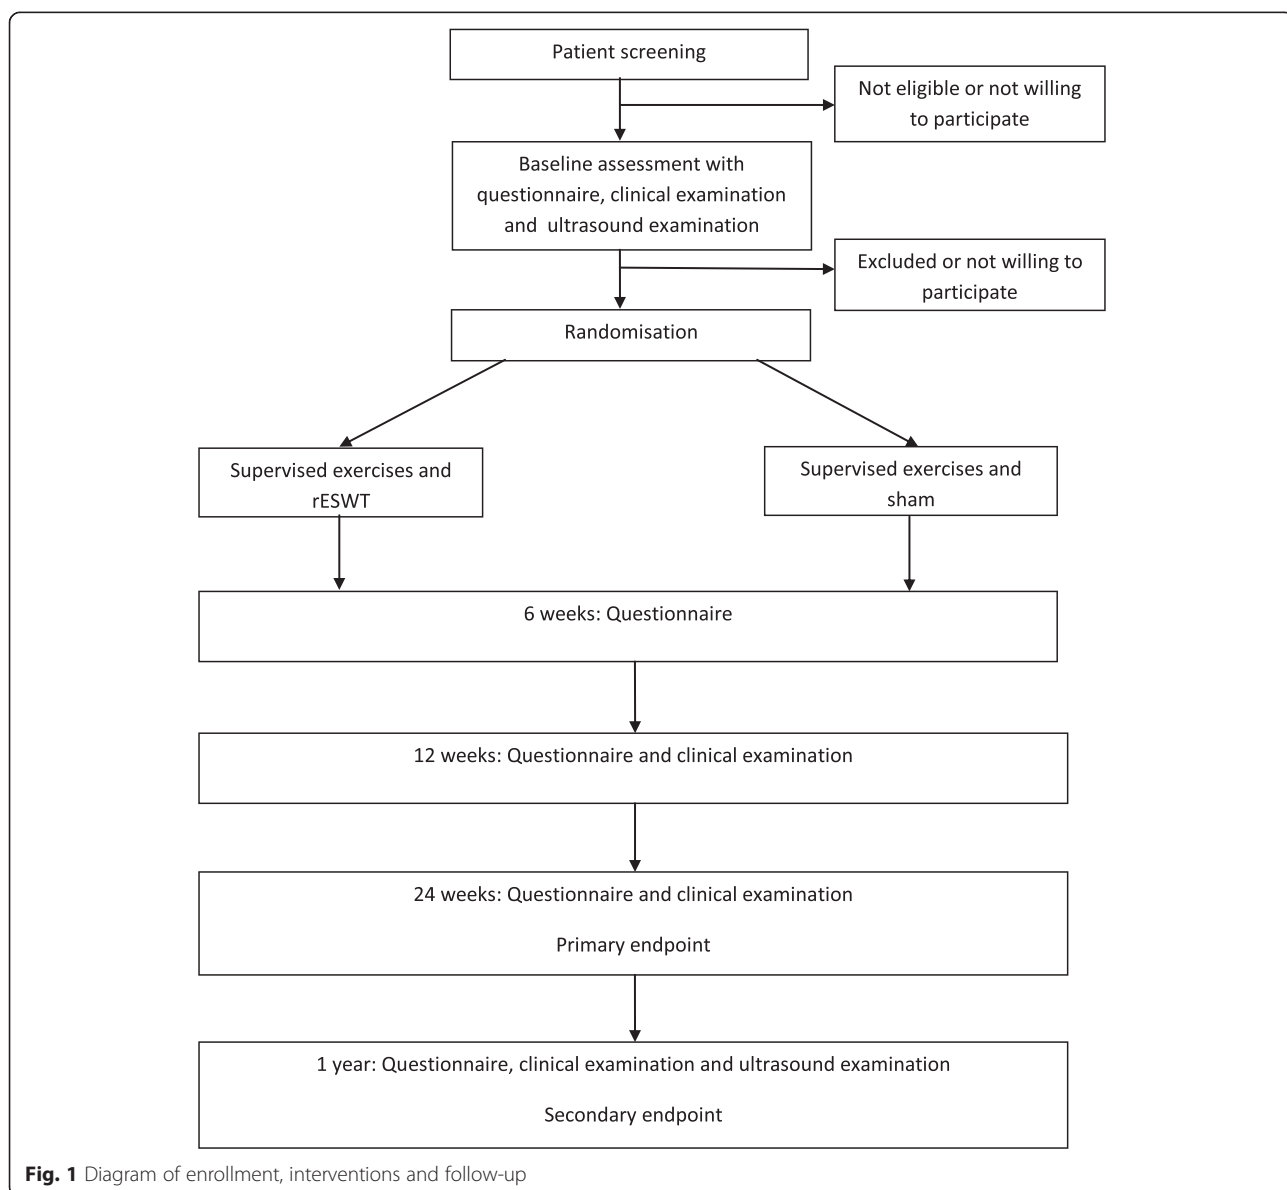 Patient screening
Not eligible or not willing
to participate
Baseline assessment with
questionnaire, clinical examination
and ultrasound examination
Excluded or not willing to
participate
Randomisation
Supervised exercises and
rESWT
Supervised exercises and
sham
6 weeks: Questionnaire
12 weeks: Questionnaire and clinical examination
24 weeks: Questionnaire and clinical examination
Primary endpoint
1 year: Questionnaire, clinical examination and ultrasound examination
Secondary endpoint
Fig. 1 Diagram of enrollment, interventions and follow-up